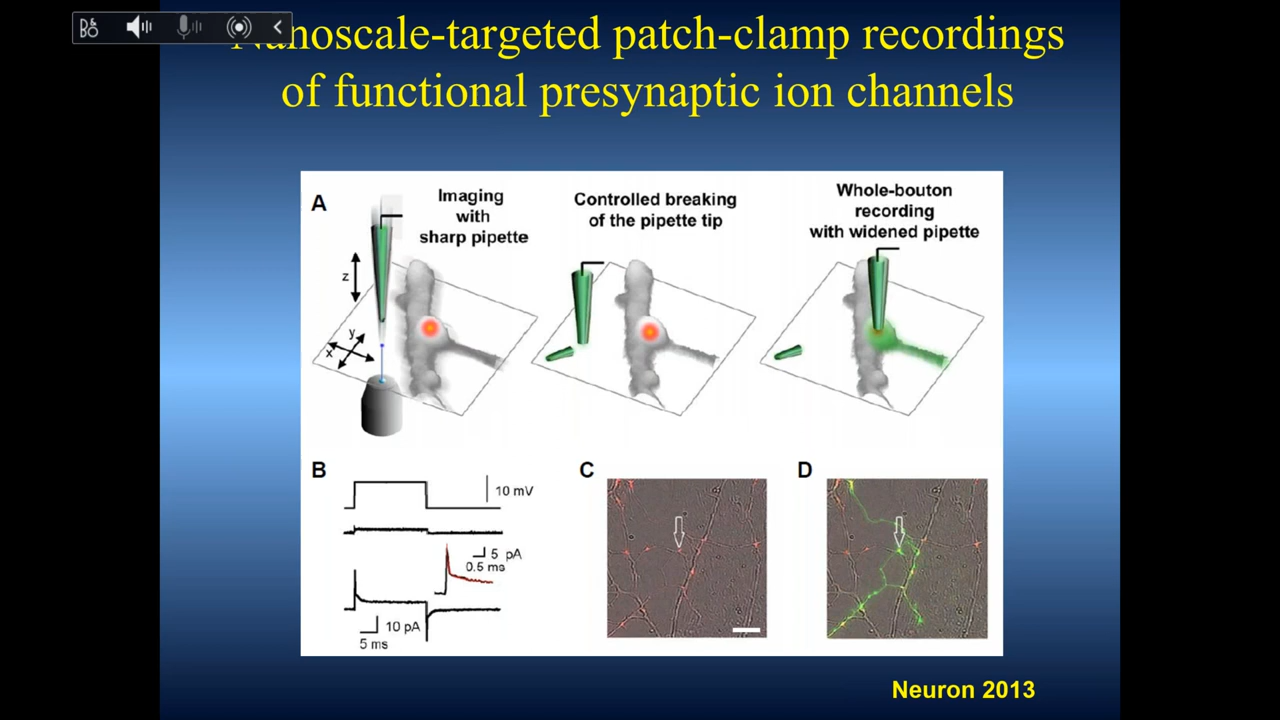 B&O
Nanoscale-targeted patch-clamp recordings
of functional presynaptic ion channels
A
Imaging
with
sharp pipette
z
y
x
Controlled breaking
of the pipette tip
Whole-bouton
recording
with widened pipette
B
10 mV
5 pA
0.5 ms
10 pA
5 ms
C
D
Neuron 2013